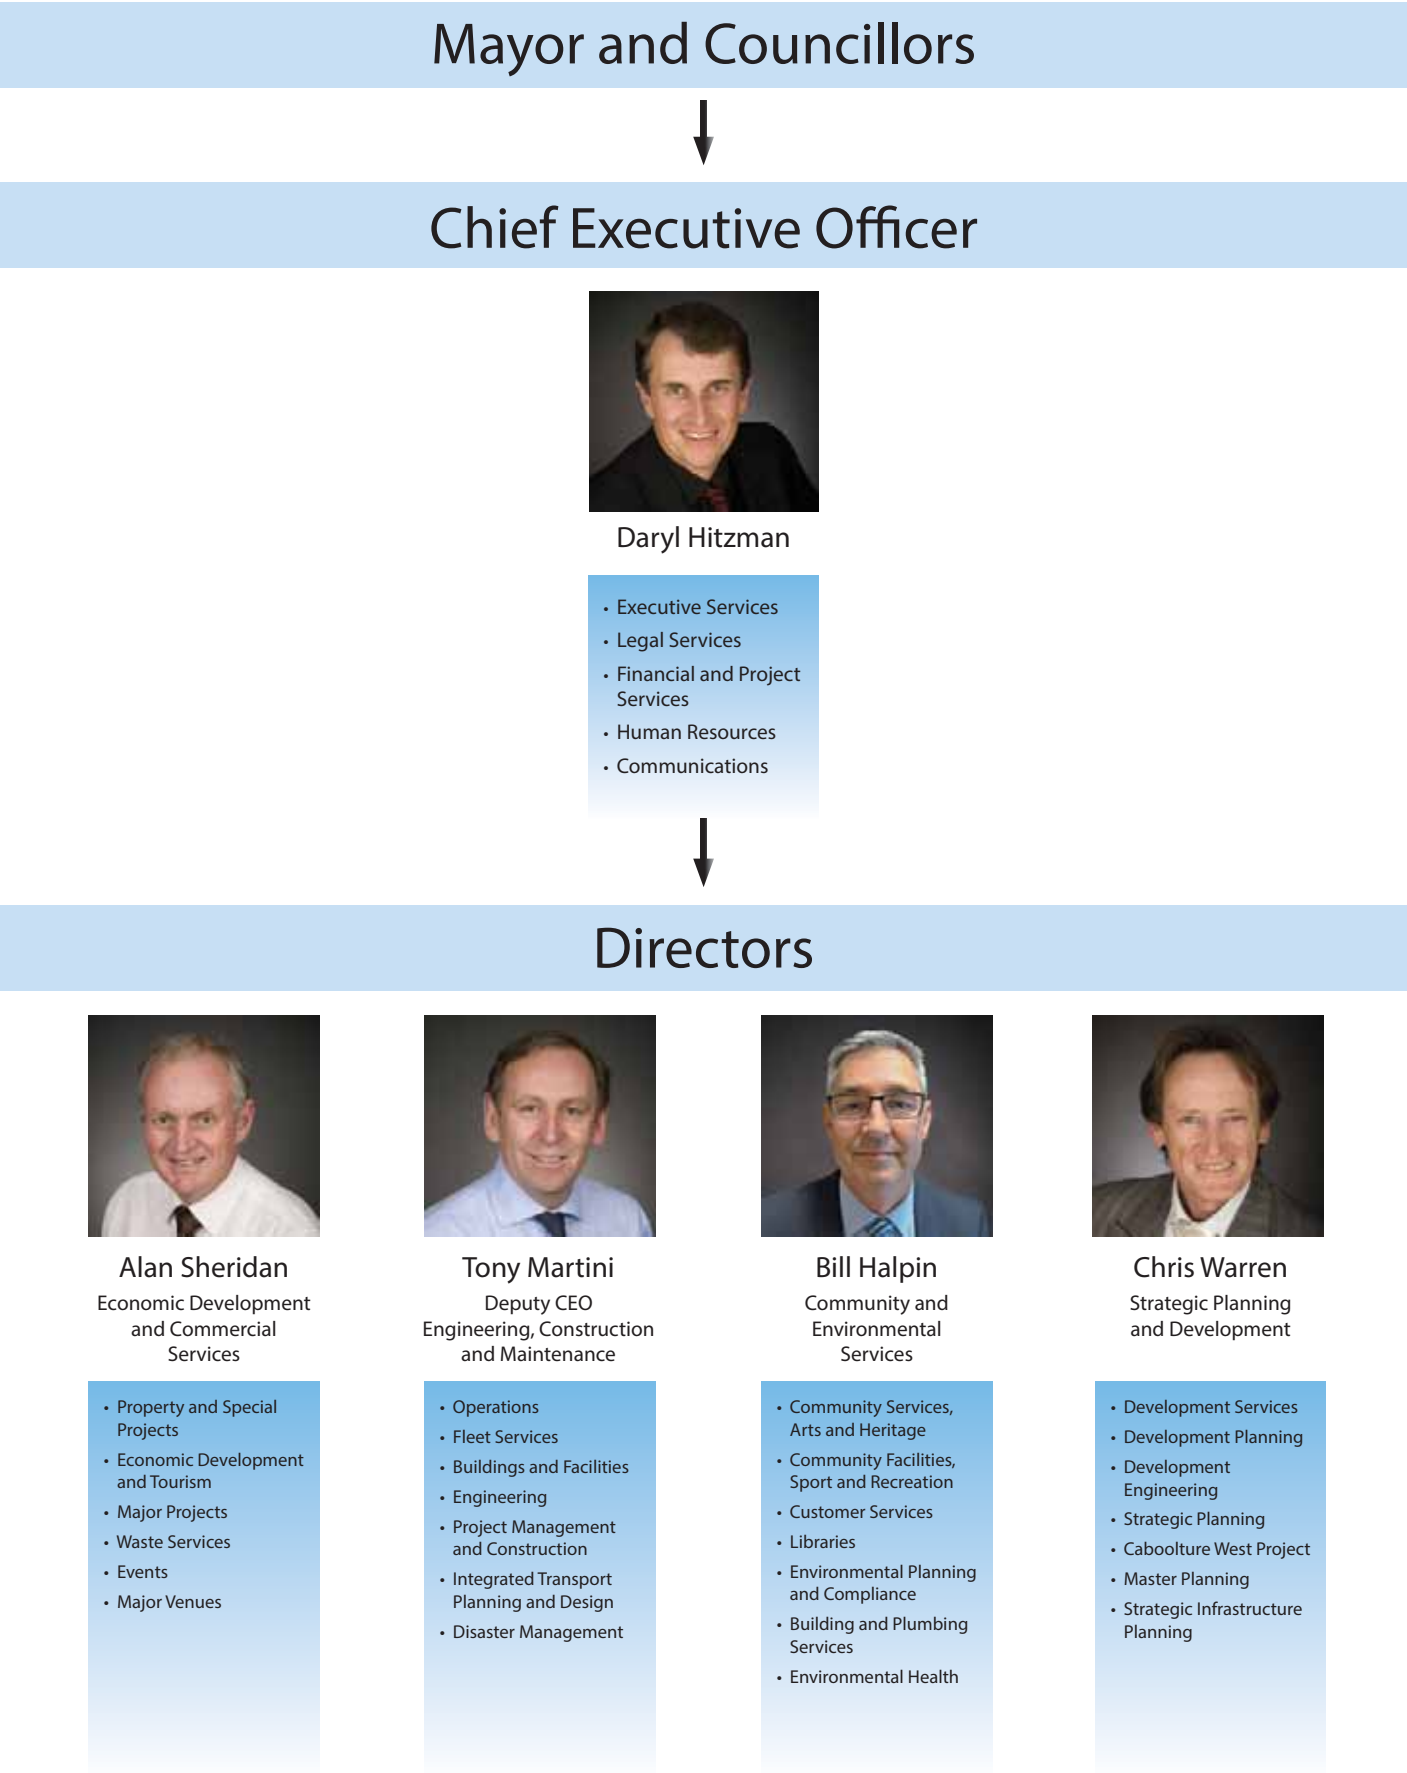 Mayor and Councillors
Chief Executive Officer
Daryl Hitzman
• Executive Services
• Legal Services
• Financial and Project
Services
• Human Resources
• Communications
Directors
Alan Sheridan
Economic Development
and Commercial
Services
• Property and Special
Projects
• Economic Development
and Tourism
• Major Projects
• Waste Services
• Events
• Major Venues
Tony Martini
Deputy CEO
Engineering, Construction
and Maintenance
• Operations
• Fleet Services
• Buildings and Facilities
• Engineering
• Project Management
and Construction
• Integrated Transport
Planning and Design
• Disaster Management
Bill Halpin
Community and
Environmental
Services
• Community Services,
Arts and Heritage
• Community Facilities,
Sport and Recreation
• Customer Services
• Libraries
• Environmental Planning
and Compliance
• Building and Plumbing
Services
• Environmental Health
Chris Warren
Strategic Planning
and Development
• Development Services
• Development Planning
• Development
Engineering
• Strategic Planning
• Caboolture West Project
• Master Planning
• Strategic Infrastructure
Planning